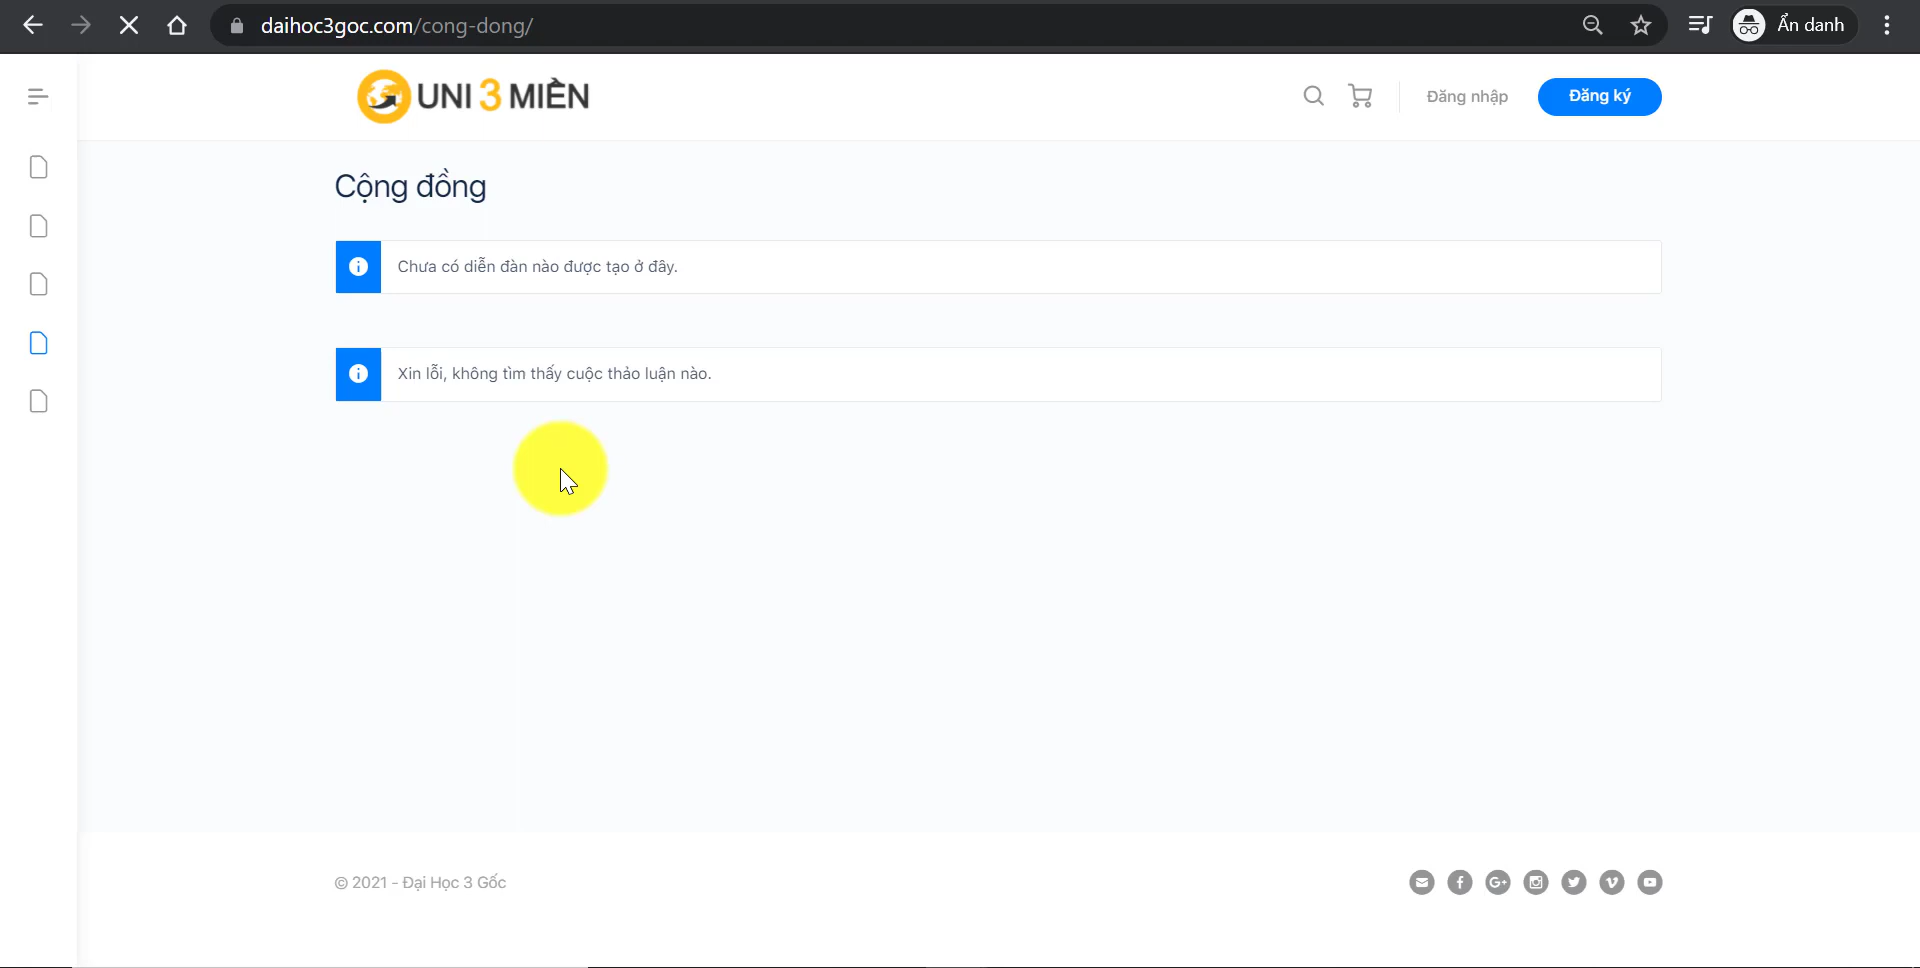 daihoc3goc.com/cong-dong/
Ẩn danh
UNI 3 MIỀN
Đăng nhập
Đăng ký
Cộng đồng
Chưa có diễn đàn nào được tạo ở đây.
Xin lỗi, không tìm thấy cuộc thảo luận nào.
© 2021 - Đại Học 3 Gốc